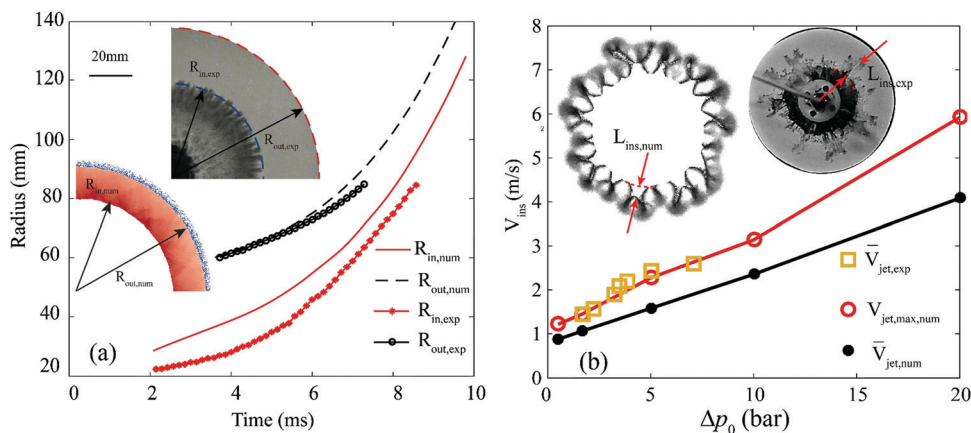 140
120
100
80
60
40
20
Radius (mm)
20mm
R_in,exp
R_out,exp
R_in,num
R_out,num
R_in,num
R_out,num
R_in,exp
R_out,exp
(a)
0 2 4 6 8 10
Time (ms)
8
7
6
5
4
3
2
1
0
V_ins (m/s)
L_ins,num
L_ins,exp
V̅_jet,exp
V_jet,max,num
V̅_jet,num
(b)
0 5 10 15 20
Δp_0 (bar)